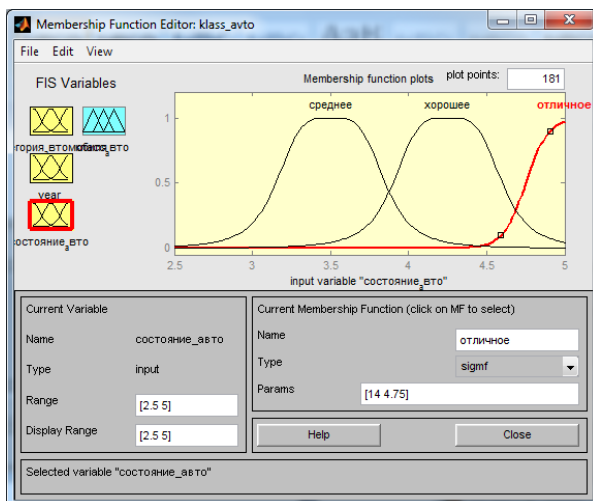 Membership Function Editor: klass_avto
File Edit View
FIS Variables
Membership function plots plot points: 181
среднее хорошее отличное
year
состояние_авто
1
0.5
0
2.5 3 3.5 4 4.5 5
input variable "состояние_авто"
Current Variable
Name состояние_авто
Type input
Range [2.5 5]
Display Range [2.5 5]
Current Membership Function (click on MF to select)
Name отличное
Type sigmf
Params [14 4.75]
Help Close
Selected variable "состояние_авто"